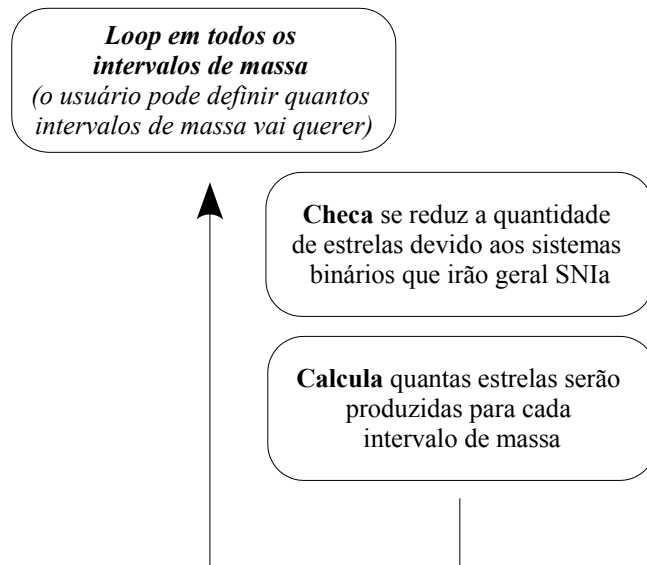 Loop em todos os
intervalos de massa
(o usuário pode definir quantos
intervalos de massa vai querer)
Checa se reduz a quantidade
de estrelas devido aos sistemas
binários que irão geral SNIa
Calcula quantas estrelas serão
produzidas para cada
intervalo de massa